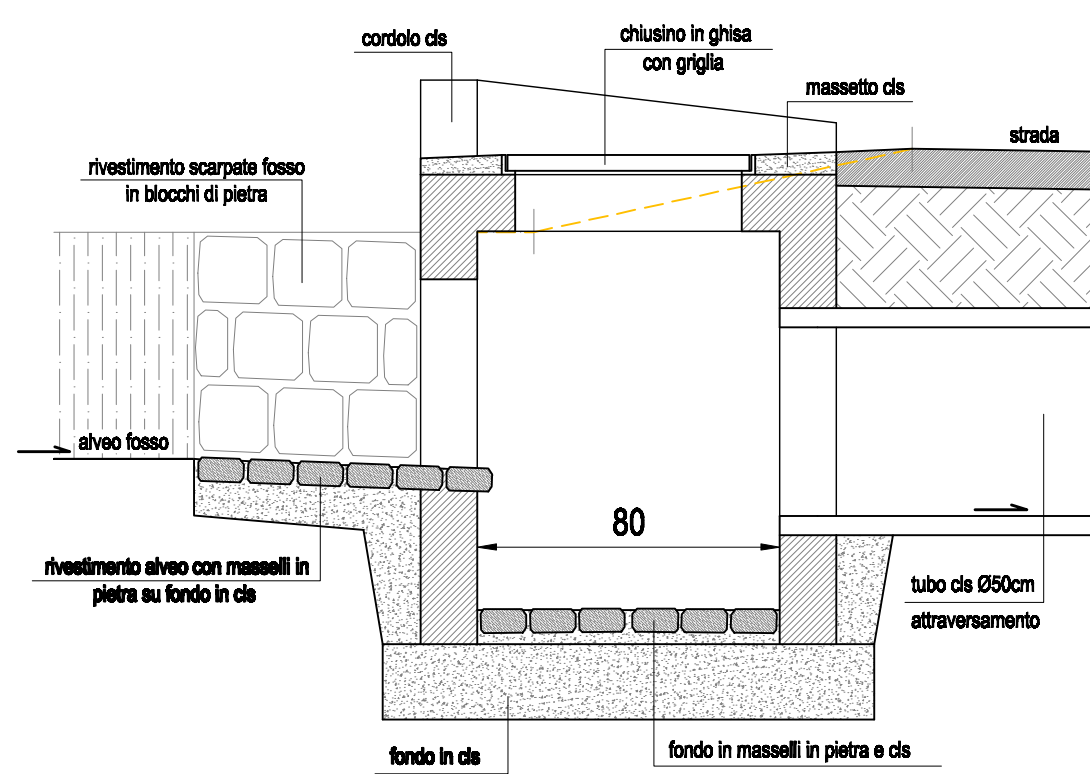 cordolo cls
chiusino in ghisa
con griglia
massetto cls
strada
rivestimento scarpate fosso
in blocchi di pietra
alveo fosso
80
rivestimento alveo con masselli in
pietra su fondo in cls
tubo cls Ø50cm
attraversamento
fondo in cls
fondo in masselli in pietra e cls